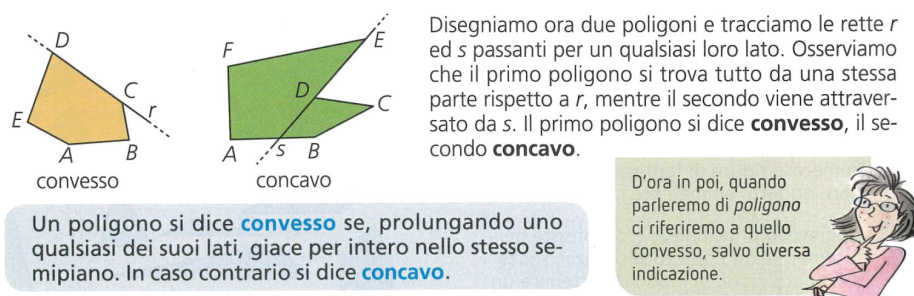 D
C
r
E
A
B
convesso
F
E
D
C
A
s
B
concavo
Disegniamo ora due poligoni e tracciamo le rette r
ed s passanti per un qualsiasi loro lato. Osserviamo
che il primo poligono si trova tutto da una stessa
parte rispetto a r, mentre il secondo viene attraver-
sato da s. Il primo poligono si dice convesso, il se-
condo concavo.
Un poligono si dice convesso se, prolungando uno
qualsiasi dei suoi lati, giace per intero nello stesso se-
mipiano. In caso contrario si dice concavo.
D'ora in poi, quando
parleremo di poligono
ci riferiremo a quello
convesso, salvo diversa
indicazione.